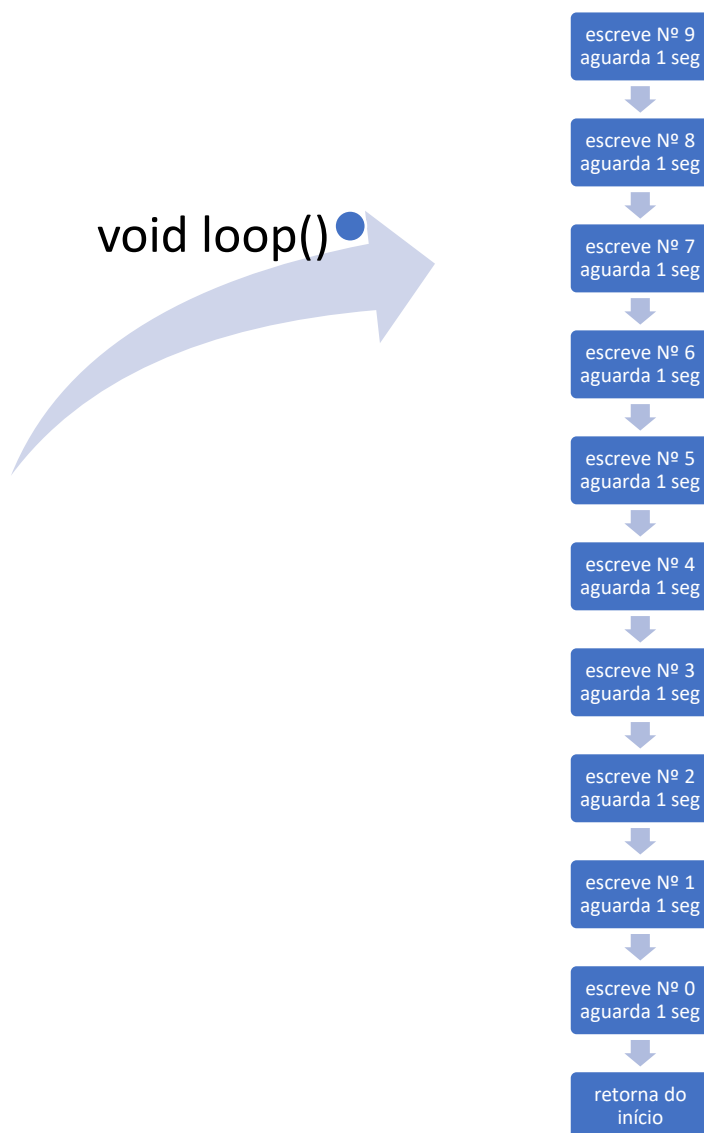 void loop()
escreve Nº 9
aguarda 1 seg
escreve Nº 8
aguarda 1 seg
escreve Nº 7
aguarda 1 seg
escreve Nº 6
aguarda 1 seg
escreve Nº 5
aguarda 1 seg
escreve Nº 4
aguarda 1 seg
escreve Nº 3
aguarda 1 seg
escreve Nº 2
aguarda 1 seg
escreve Nº 1
aguarda 1 seg
escreve Nº 0
aguarda 1 seg
retorna do
início